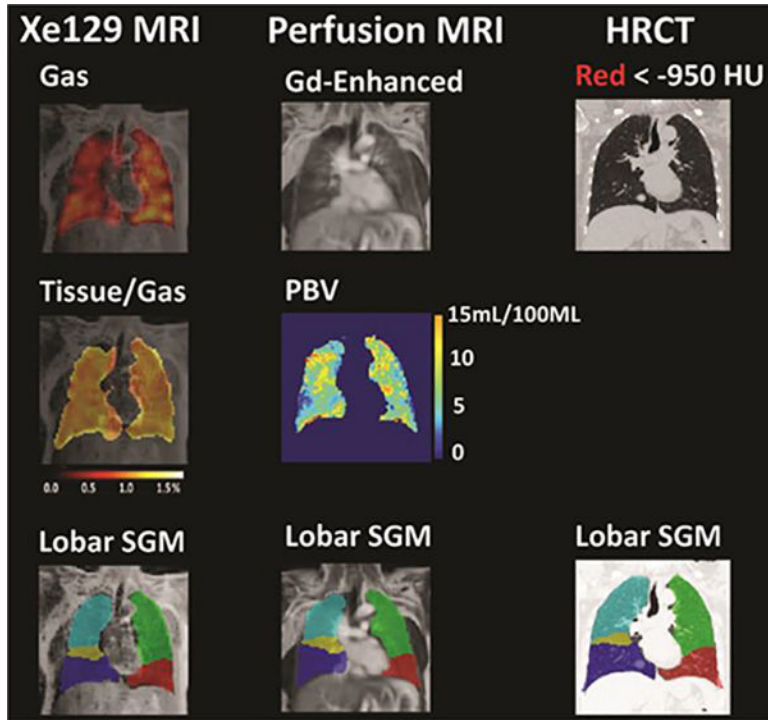 Xe129 MRI
Perfusion MRI
HRCT
Gas
Gd-Enhanced
Red < -950 HU
Tissue/Gas
PBV
15mL/100ML
10
5
0
0.0 0.5 1.0 1.5%
Lobar SGM
Lobar SGM
Lobar SGM